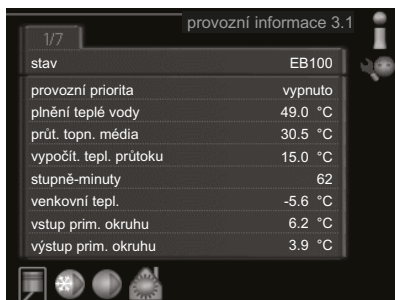 provozní informace 3.1
1/7
stav EB100
provozní priorita vypnuto
plnění teplé vody 49.0 °C
průt. topn. média 30.5 °C
vypočít. tepl. průtoku 15.0 °C
stupně-minuty 62
venkovní tepl. -5.6 °C
vstup prim. okruhu 6.2 °C
výstup prim. okruhu 3.9 °C